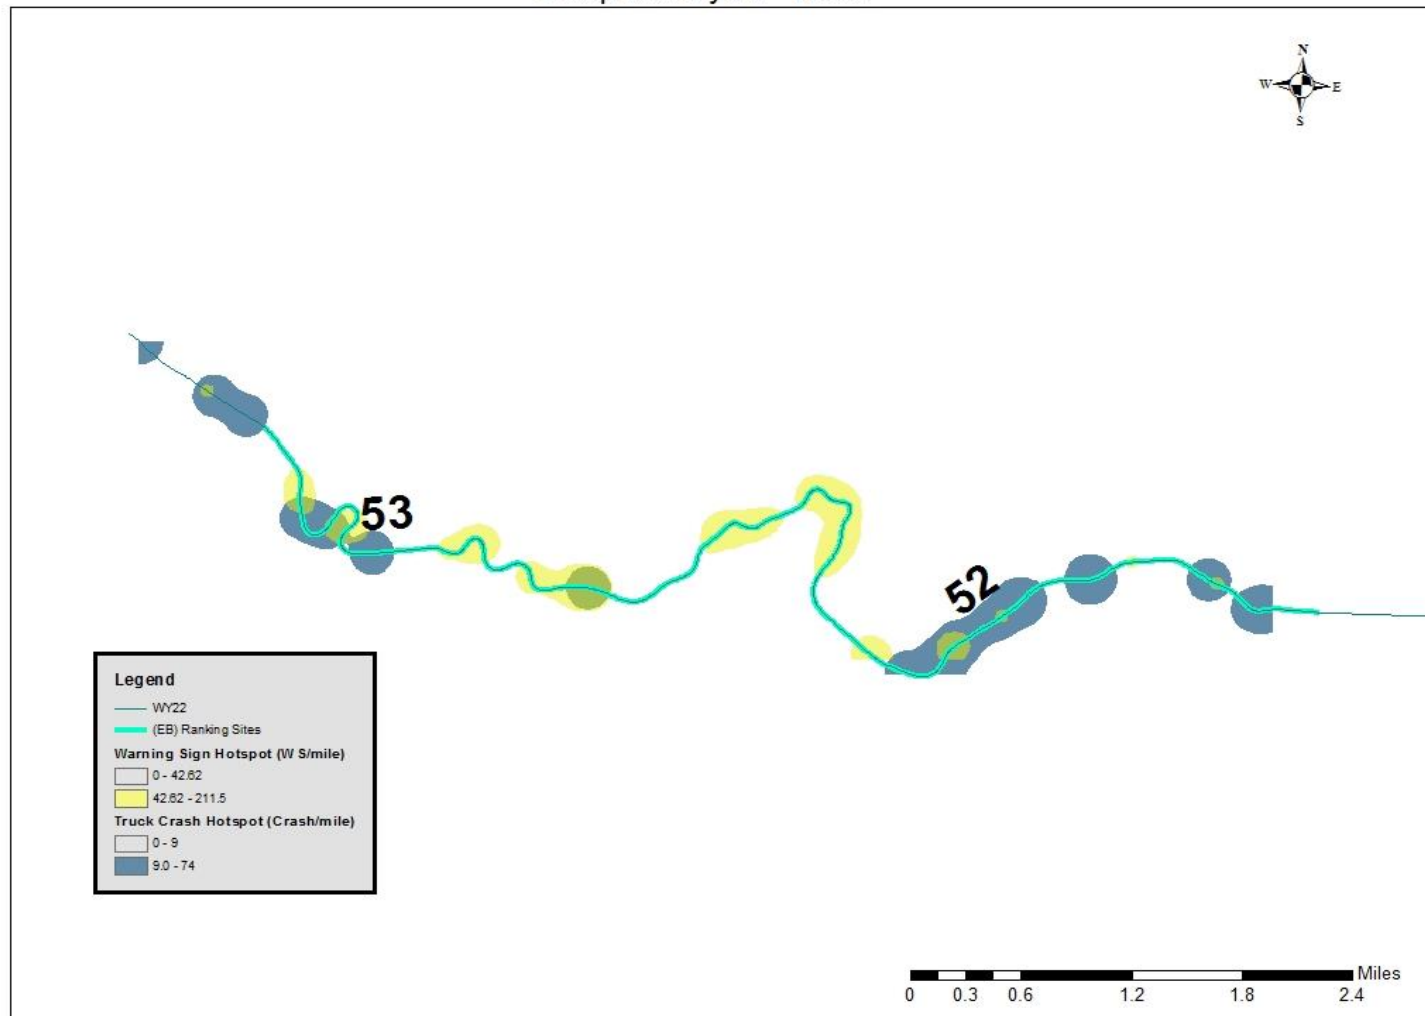 N
W E
S
53
52
Legend
WY22
(EB) Ranking Sites
Warning Sign Hotspot (W S/mile)
0 - 42.62
42.62 - 211.5
Truck Crash Hotspot (Crash/mile)
0 - 9
9.0 - 74
Miles
0 0.3 0.6 1.2 1.8 2.4